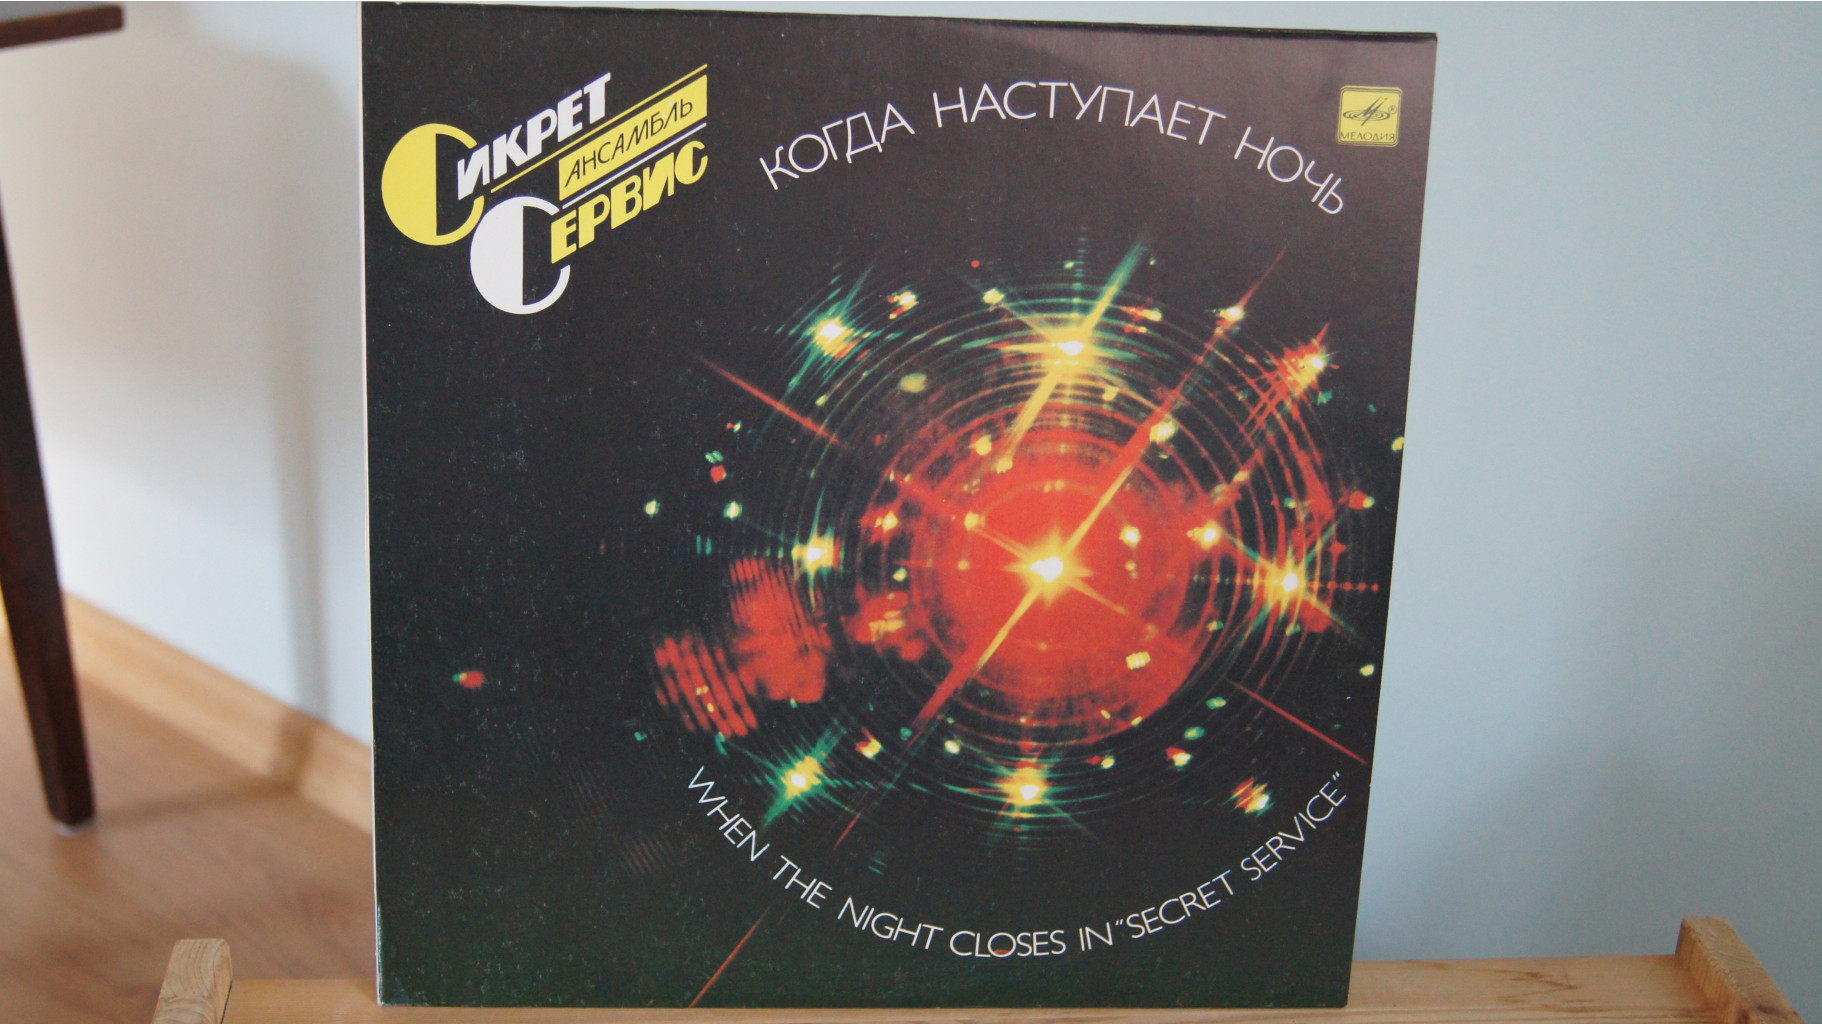 СИКРЕТ
АНСАМБЛЬ
СЕРВИС
КОГДА НАСТУПАЕТ НОЧЬ
МЕЛОДИЯ
WHEN THE NIGHT CLOSES IN "SECRET SERVICE"